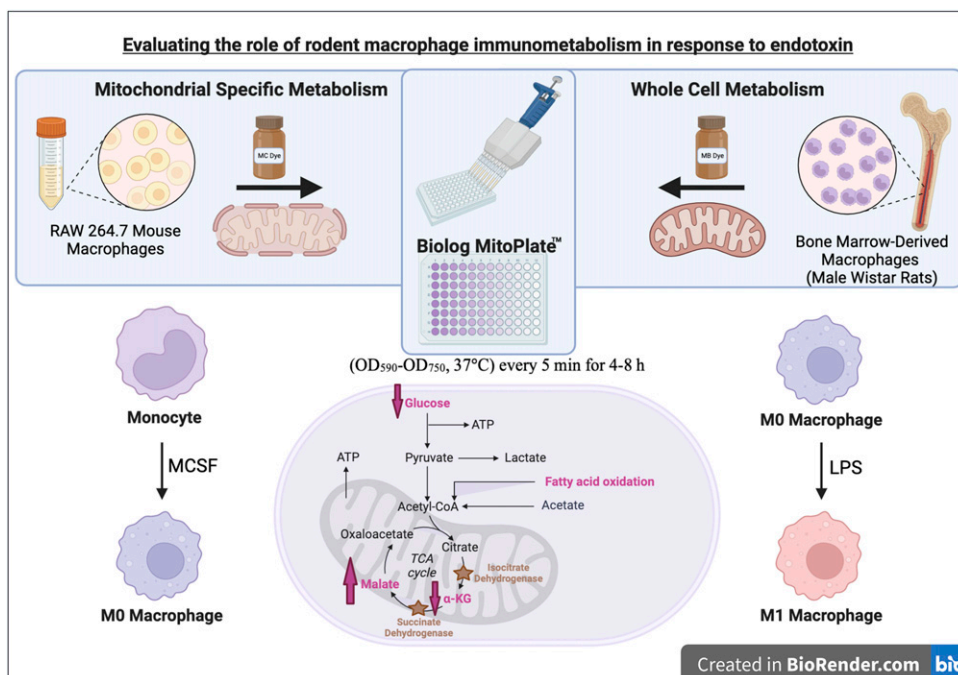 Evaluating the role of rodent macrophage immunometabolism in response to endotoxin
Mitochondrial Specific Metabolism
Whole Cell Metabolism
MC Dye
MB Dye
RAW 264.7 Mouse
Macrophages
Biolog MitoPlate™
Bone Marrow-Derived
Macrophages
(Male Wistar Rats)
(OD₅₉₀-OD₇₅₀, 37°C) every 5 min for 4-8 h
Monocyte
MCSF
M0 Macrophage
Glucose
ATP
ATP
Pyruvate
Lactate
Fatty acid oxidation
Acetyl-CoA
Acetate
Oxaloacetate
Citrate
TCA
cycle
Isocitrate
Dehydrogenase
Malate
α-KG
Succinate
Dehydrogenase
M0 Macrophage
LPS
M1 Macrophage
Created in BioRender.com
bio